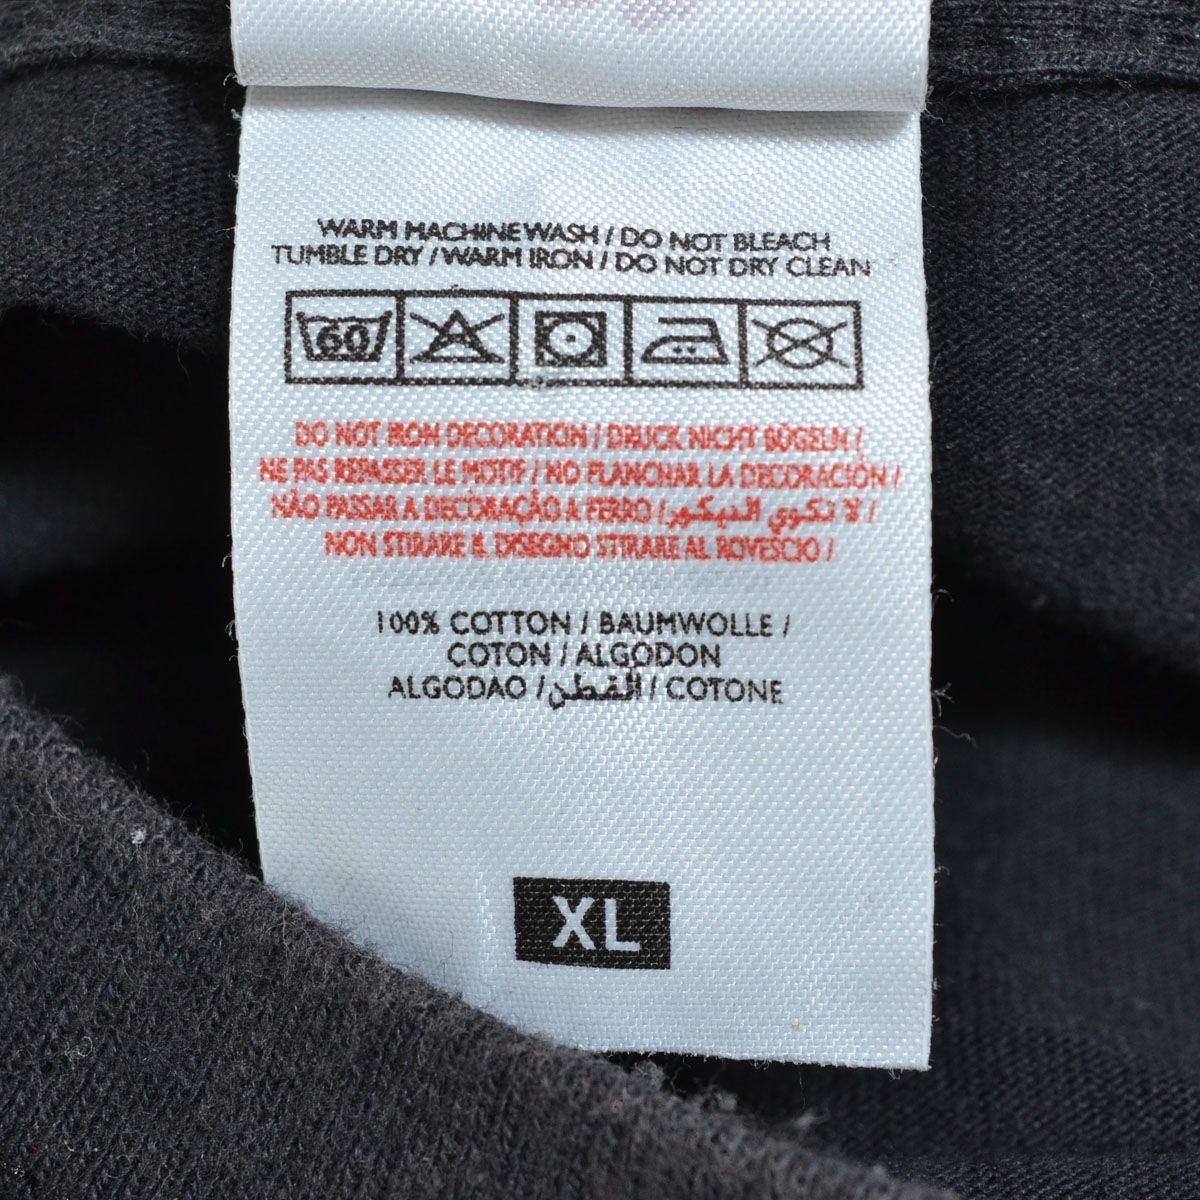 WARM MACHINE WASH / DO NOT BLEACH
TUMBLE DRY / WARM IRON / DO NOT DRY CLEAN
60
DO NOT IRON DECORATION / DRUCK NICHT BÜGELN /
NE PAS REPASSER LE MOTIF / NO PLANCHAR LA DECORACIÓN /
NÃO PASSAR A DECORAÇÃO A FERRO / لا تكوي الديكور /
NON STIRARE IL DISEGNO STIRARE AL ROVESCIO /
100% COTTON / BAUMWOLLE /
COTON / ALGODON
ALGODAO / القطن / COTONE
XL